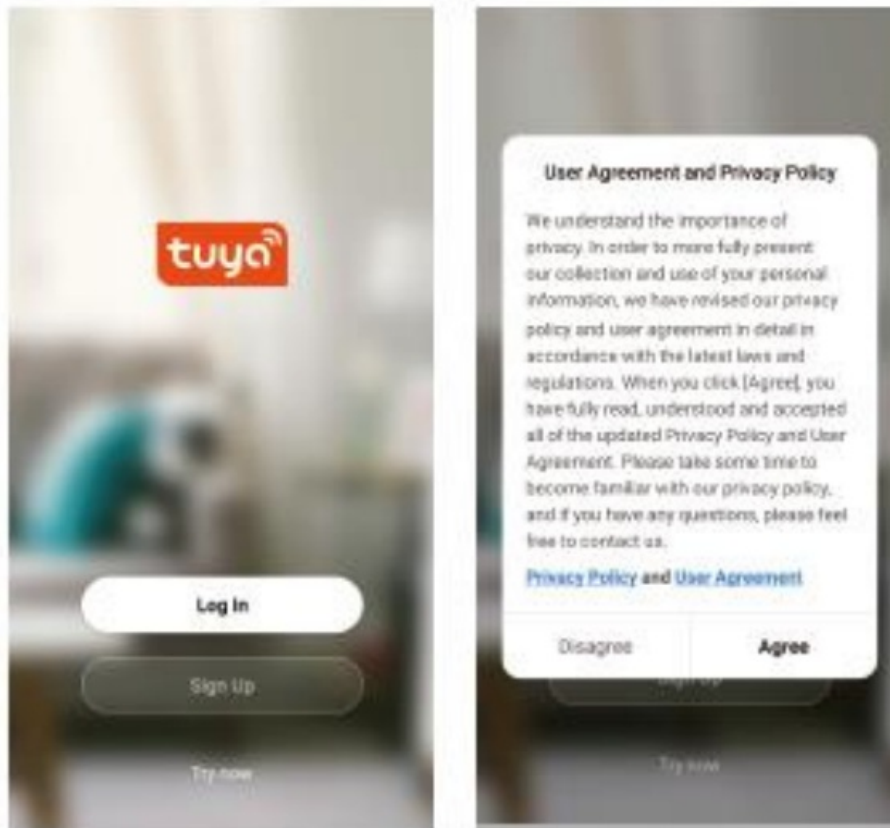 tuya
Log In
Sign Up
Try now
User Agreement and Privacy Policy
We understand the importance of
privacy. In order to more fully present
our collection and use of your personal
information, we have revised our privacy
policy and user agreement in detail in
accordance with the latest laws and
regulations. When you click [Agree], you
have fully read, understood and accepted
all of the updated Privacy Policy and User
Agreement. Please take some time to
become familiar with our privacy policy,
and if you have any questions, please feel
free to contact us.
Privacy Policy and User Agreement
Disagree
Agree
Sign Up
Try now